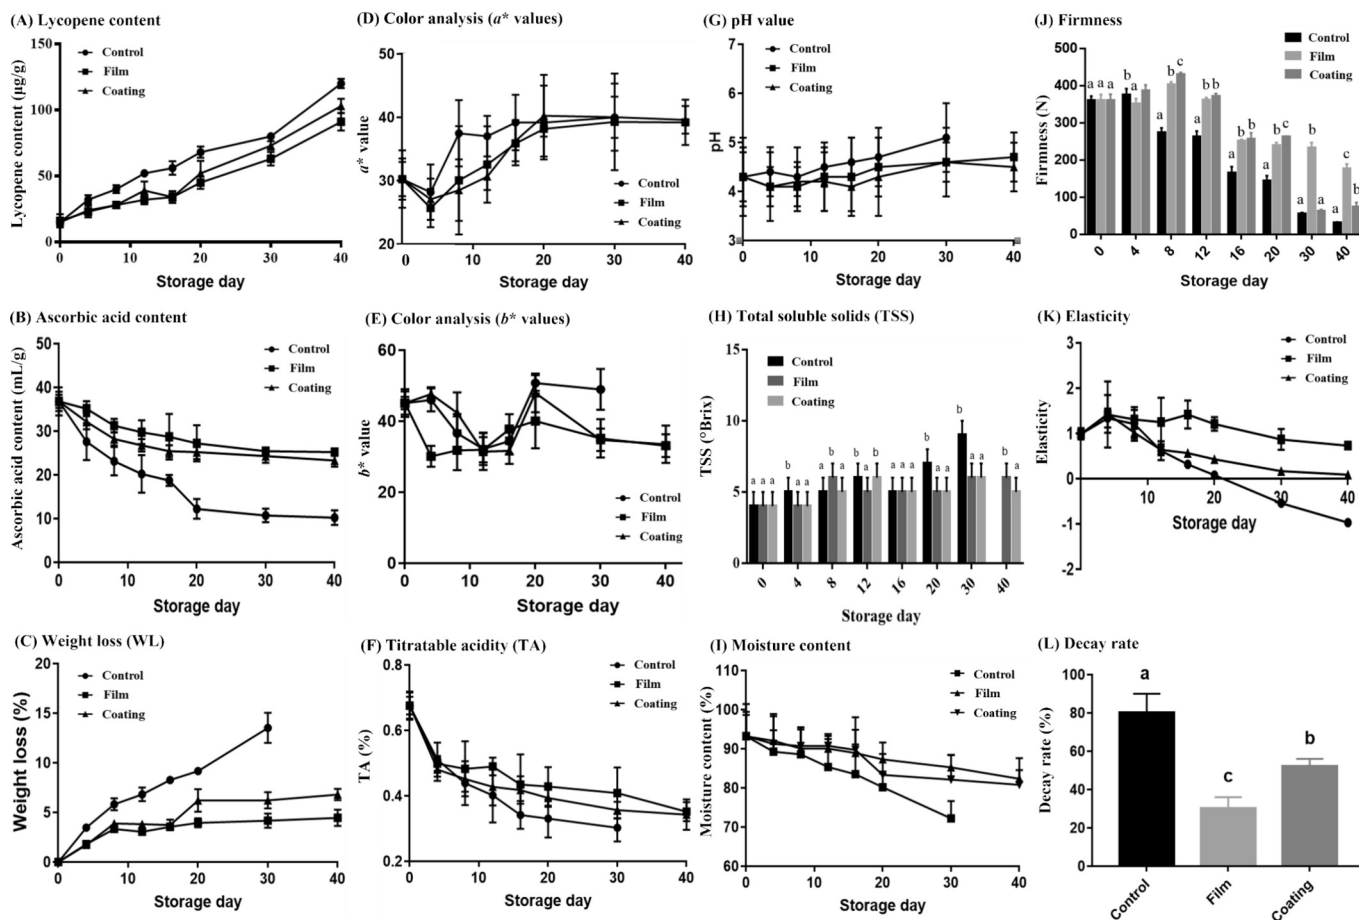 (A) Lycopene content
Lycopene content (µg/g)
150
100
50
0
Control
Film
Coating
0 10 20 30 40
Storage day
(B) Ascorbic acid content
Ascorbic acid content (mL/g)
50
40
30
20
10
0
Control
Film
Coating
0 10 20 30 40
Storage day
(C) Weight loss (WL)
Weight loss (%)
20
15
10
5
0
Control
Film
Coating
0 10 20 30 40
Storage day
(D) Color analysis (a* values)
a* value
50
40
30
20
Control
Film
Coating
0 10 20 30 40
Storage day
(E) Color analysis (b* values)
b* value
60
40
20
0
Control
Film
Coating
0 10 20 30 40
Storage day
(F) Titratable acidity (TA)
TA (%)
0.8
0.6
0.4
0.2
Control
Film
Coating
0 10 20 30 40
Storage day
(G) pH value
pH
7
6
5
4
3
Control
Film
Coating
0 10 20 30 40
Storage day
(H) Total soluble solids (TSS)
TSS (°Brix)
15
10
5
0
Control
Film
Coating
a a a b a a a b a b a b a a a b a a b a a b a
0 4 8 12 16 20 30 40
Storage day
(I) Moisture content
Moisture content (%)
110
100
90
80
70
60
Control
Film
Coating
0 10 20 30 40
Storage day
(J) Firmness
Firmness (N)
500
400
300
200
100
0
Control
Film
Coating
a a a b a c a b c a b b a b b a b c a b a a c b
0 4 8 12 16 20 30 40
Storage day
(K) Elasticity
Elasticity
3
2
1
0
-1
-2
Control
Film
Coating
10 20 30 40
Storage day
(L) Decay rate
Decay rate (%)
100
80
60
40
20
0
a
c
b
Control
Film
Coating